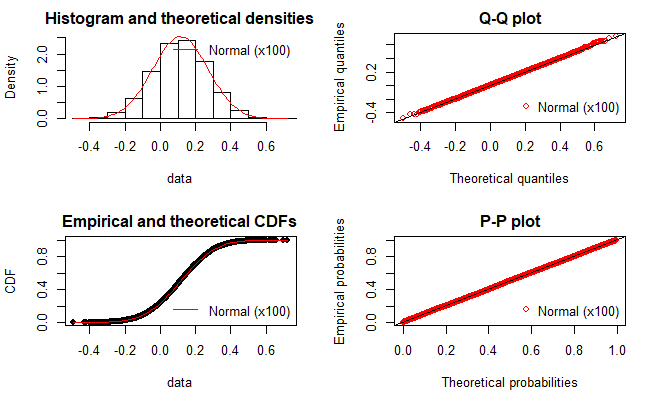 Histogram and theoretical densities
Density
0.0 1.0 2.0
Normal (x100)
-0.4 -0.2 0.0 0.2 0.4 0.6
data
Q-Q plot
Empirical quantiles
-0.4 0.2
Normal (x100)
-0.4 -0.2 0.0 0.2 0.4 0.6
Theoretical quantiles
Empirical and theoretical CDFs
CDF
0.0 0.4 0.8
Normal (x100)
-0.4 -0.2 0.0 0.2 0.4 0.6
data
P-P plot
Empirical probabilities
0.0 0.4 0.8
Normal (x100)
0.0 0.2 0.4 0.6 0.8 1.0
Theoretical probabilities